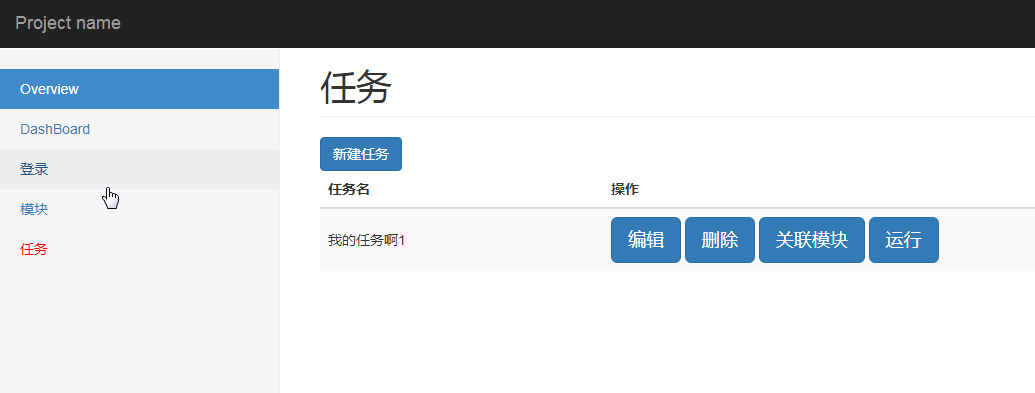 Project name
Overview
DashBoard
登录
模块
任务
任务
新建任务
任务名 操作
我的任务啊1 编辑 删除 关联模块 运行